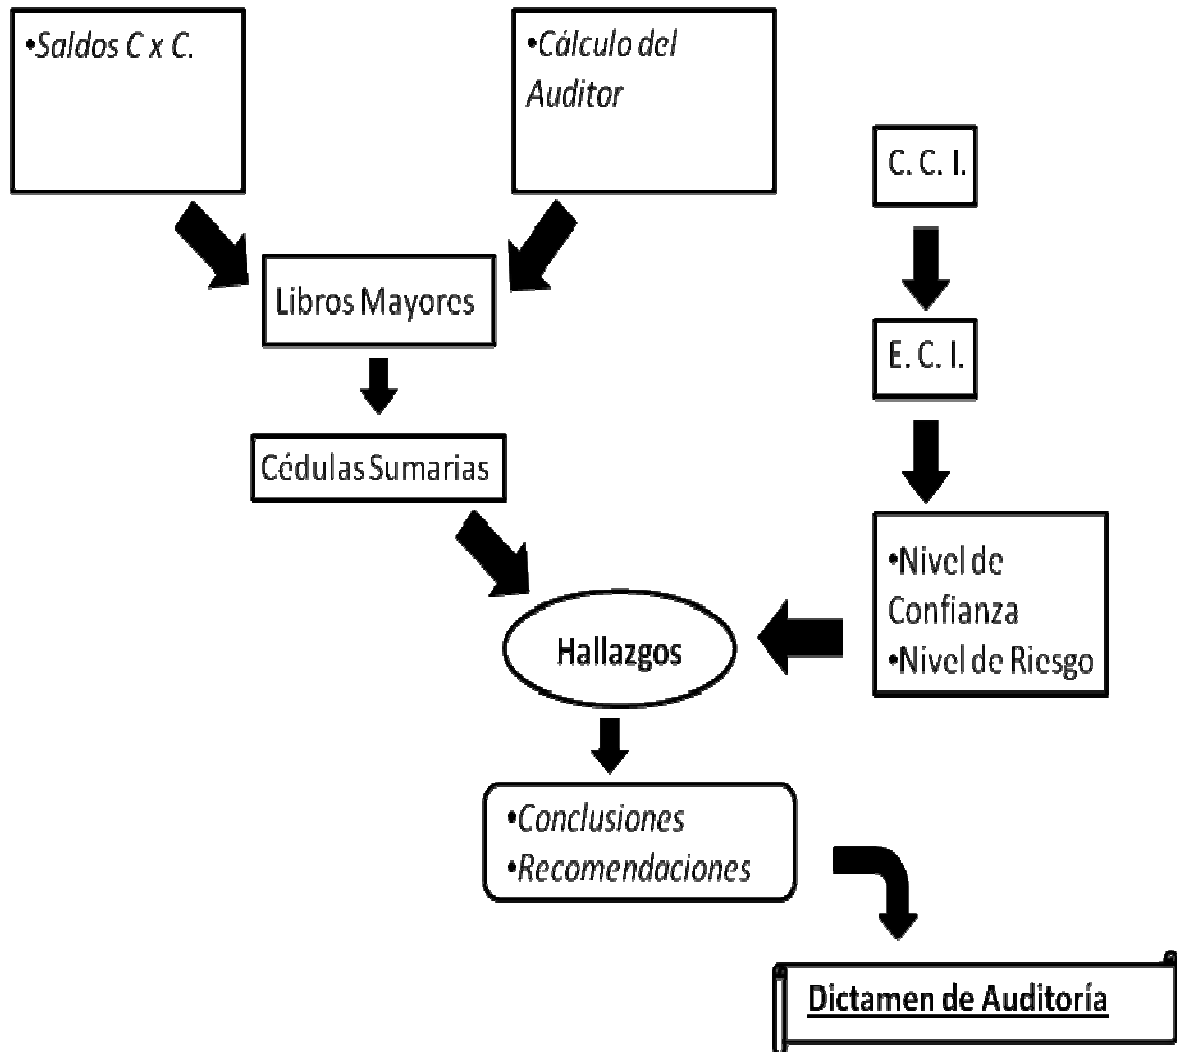 •Saldos C x C.
•Cálculo del
Auditor
C. C. I.
Libros Mayores
E. C. I.
Cédulas Sumarias
•Nivel de
Confianza
•Nivel de Riesgo
Hallazgos
•Conclusiones
•Recomendaciones
Dictamen de Auditoría